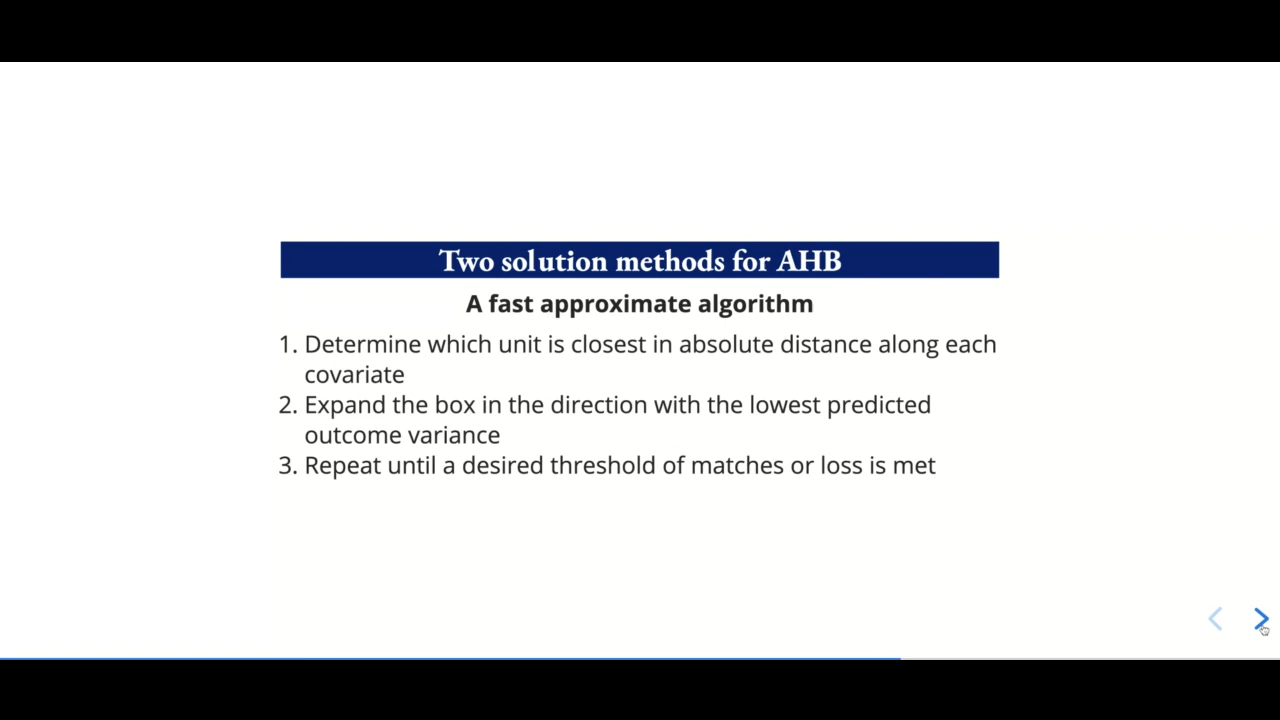 Two solution methods for AHB
A fast approximate algorithm
1. Determine which unit is closest in absolute distance along each
covariate
2. Expand the box in the direction with the lowest predicted
outcome variance
3. Repeat until a desired threshold of matches or loss is met